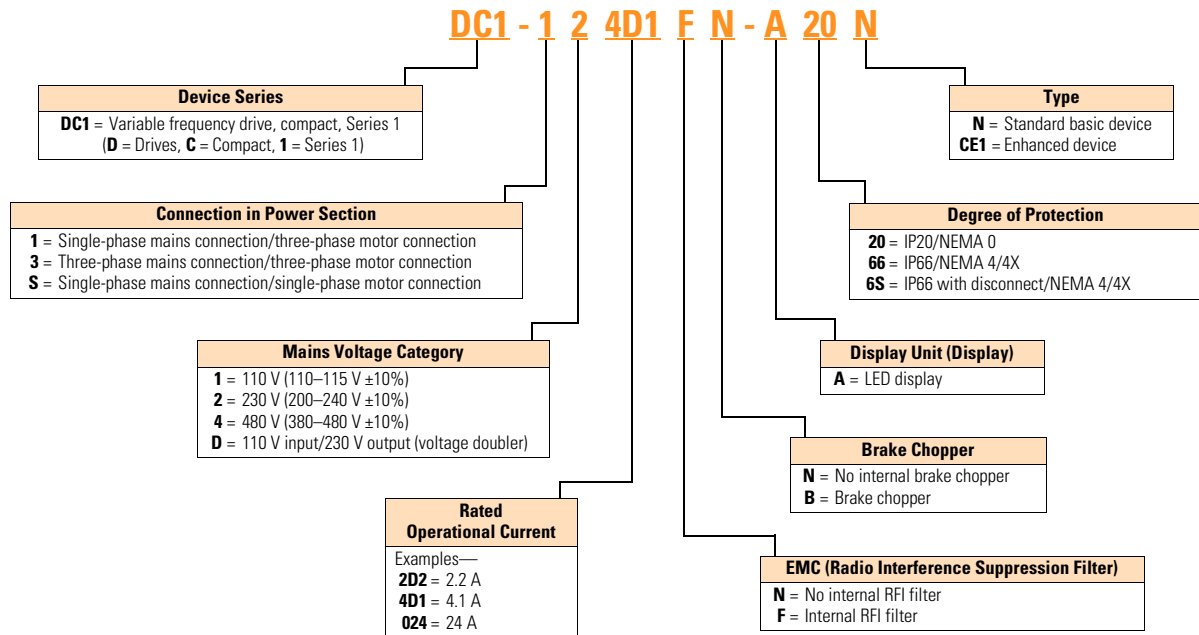 DC1 - 1 2 4D1 F N - A 20 N
Device Series
DC1 = Variable frequency drive, compact, Series 1
(D = Drives, C = Compact, 1 = Series 1)
Type
N = Standard basic device
CE1 = Enhanced device
Connection in Power Section
1 = Single-phase mains connection/three-phase motor connection
3 = Three-phase mains connection/three-phase motor connection
S = Single-phase mains connection/single-phase motor connection
Degree of Protection
20 = IP20/NEMA 0
66 = IP66/NEMA 4/4X
6S = IP66 with disconnect/NEMA 4/4X
Mains Voltage Category
1 = 110 V (110–115 V ±10%)
2 = 230 V (200–240 V ±10%)
4 = 480 V (380–480 V ±10%)
D = 110 V input/230 V output (voltage doubler)
Display Unit (Display)
A = LED display
Brake Chopper
N = No internal brake chopper
B = Brake chopper
Rated
Operational Current
Examples—
2D2 = 2.2 A
4D1 = 4.1 A
024 = 24 A
EMC (Radio Interference Suppression Filter)
N = No internal RFI filter
F = Internal RFI filter